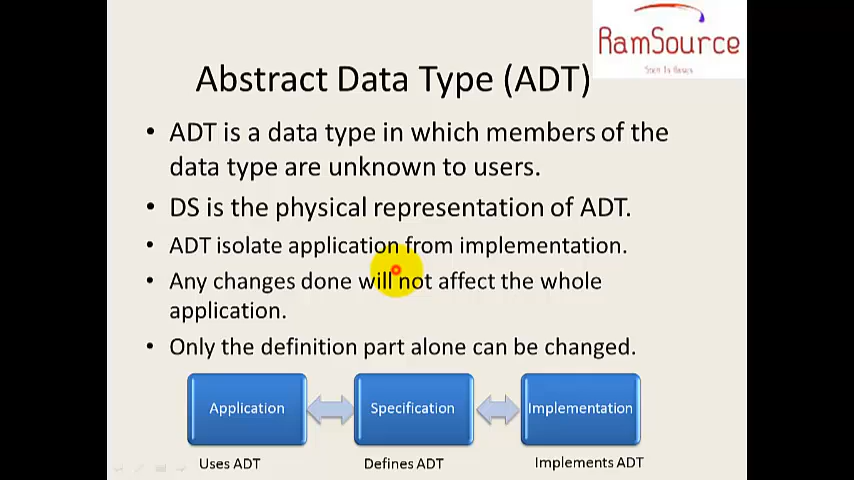 RamSource
Abstract Data Type (ADT)
• ADT is a data type in which members of the
data type are unknown to users.
• DS is the physical representation of ADT.
• ADT isolate application from implementation.
• Any changes done will not affect the whole
application.
• Only the definition part alone can be changed.
Application Specification Implementation
Uses ADT Defines ADT Implements ADT